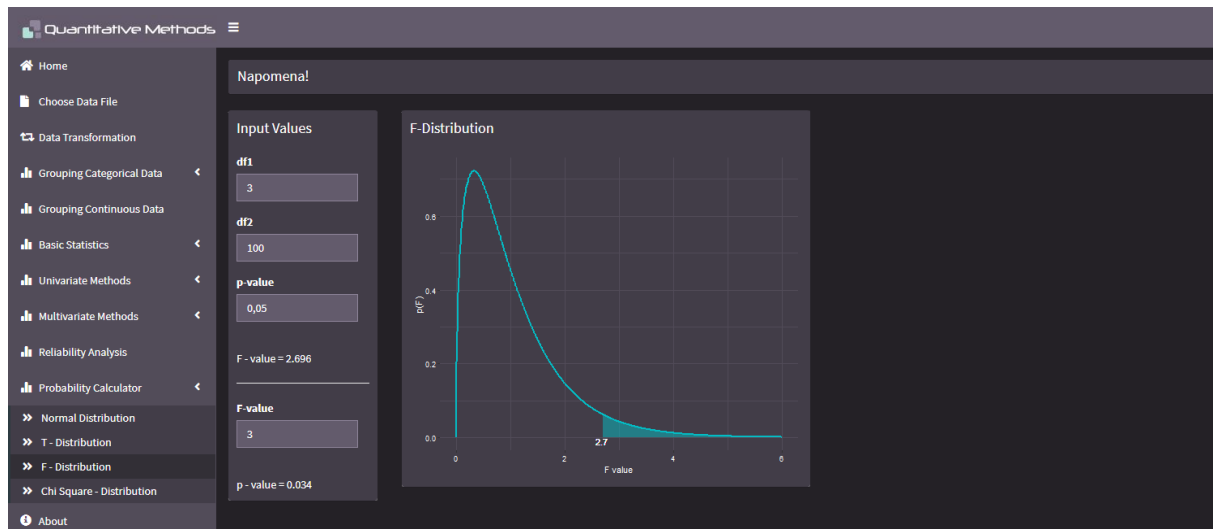 Quantitative Methods
Home
Choose Data File
Data Transformation
Grouping Categorical Data
Grouping Continuous Data
Basic Statistics
Univariate Methods
Multivariate Methods
Reliability Analysis
Probability Calculator
Normal Distribution
T - Distribution
F - Distribution
Chi Square - Distribution
About
Napomena!
Input Values
df1
3
df2
100
p-value
0,05
F - value = 2.696
F-value
3
p - value = 0.034
F-Distribution
p(F)
0.6
0.4
0.2
0.0
2.7
0 2 4 6
F value